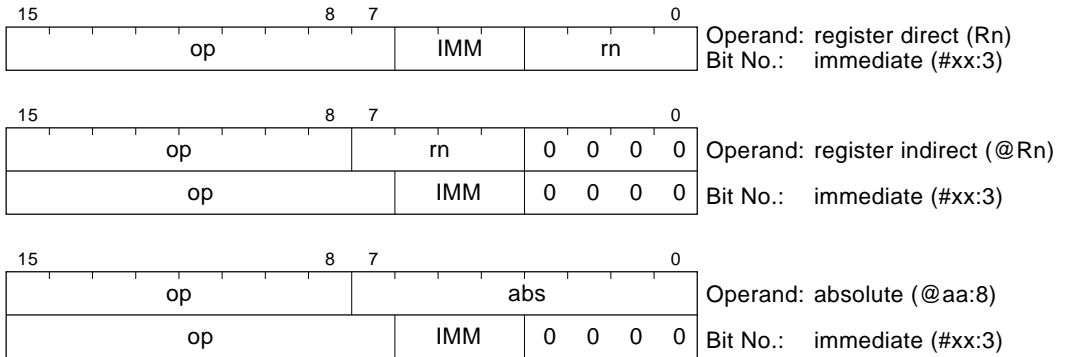 15 8 7 0
op IMM rn Operand: register direct (Rn)
Bit No.: immediate (#xx:3)
15 8 7 0
op rn 0 0 0 0 Operand: register indirect (@Rn)
op IMM 0 0 0 0 Bit No.: immediate (#xx:3)
15 8 7 0
op abs Operand: absolute (@aa:8)
op IMM 0 0 0 0 Bit No.: immediate (#xx:3)